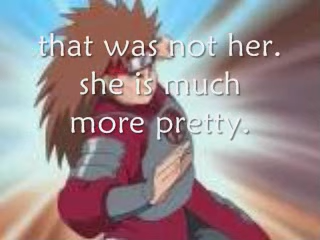 that was not her.
she is much
more pretty.